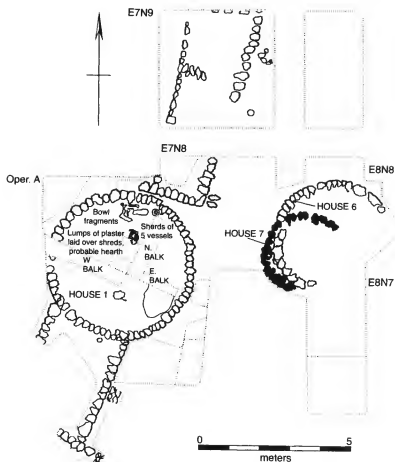 E7N9
E7N8
Oper. A
E8N8
HOUSE 6
Bowl
fragments
Sherds of
5 vessels
Lumps of plaster
laid over shreds,
probable hearth
HOUSE 7
W
BALK
N.
BALK
E.
BALK
HOUSE 1
E8N7
0
5
meters